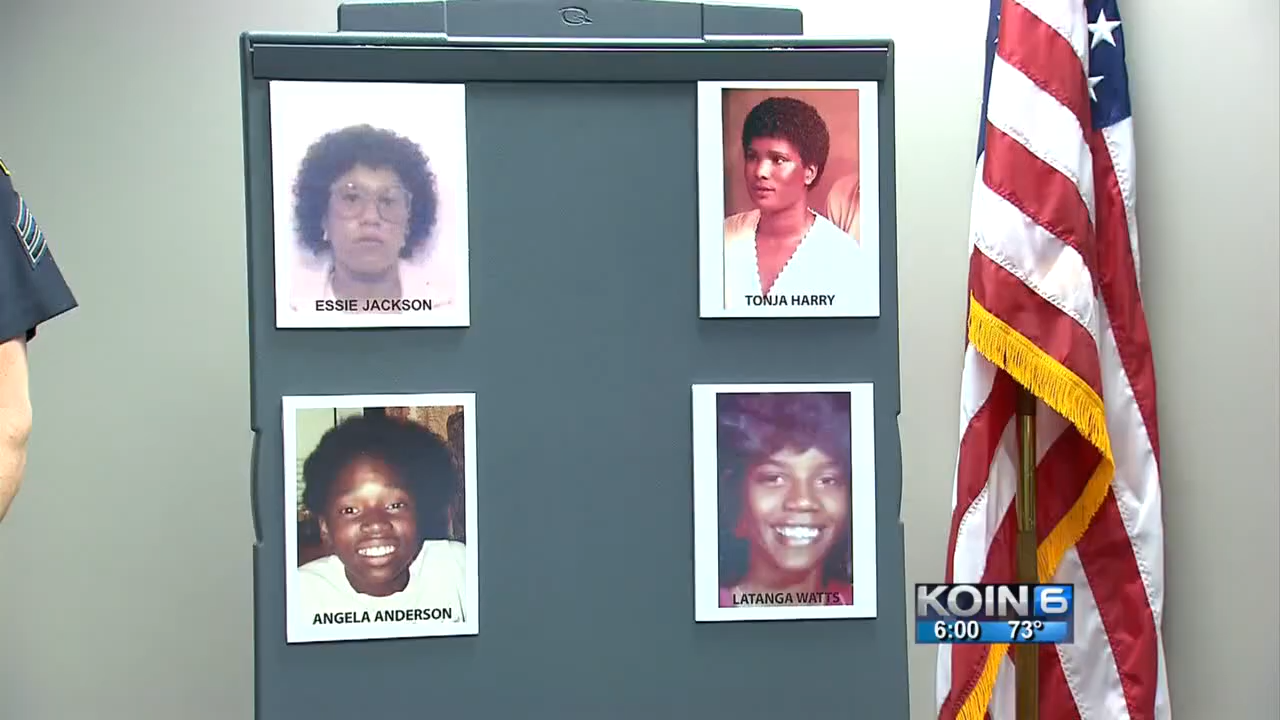 ESSIE JACKSON
TONJA HARRY
ANGELA ANDERSON
LATANGA WATTS
KOIN 6
6:00 73°